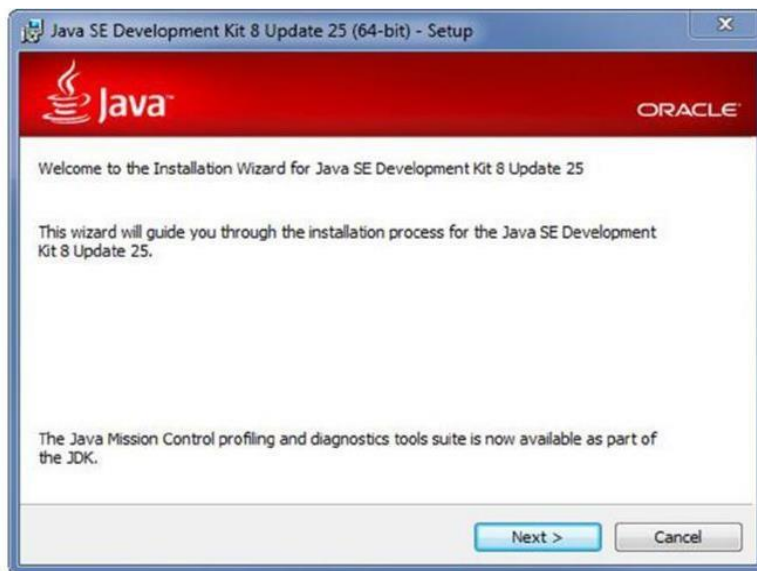 Java SE Development Kit 8 Update 25 (64-bit) - Setup
Java™
ORACLE®
Welcome to the Installation Wizard for Java SE Development Kit 8 Update 25
This wizard will guide you through the installation process for the Java SE Development
Kit 8 Update 25.
The Java Mission Control profiling and diagnostics tools suite is now available as part of
the JDK.
Next >
Cancel